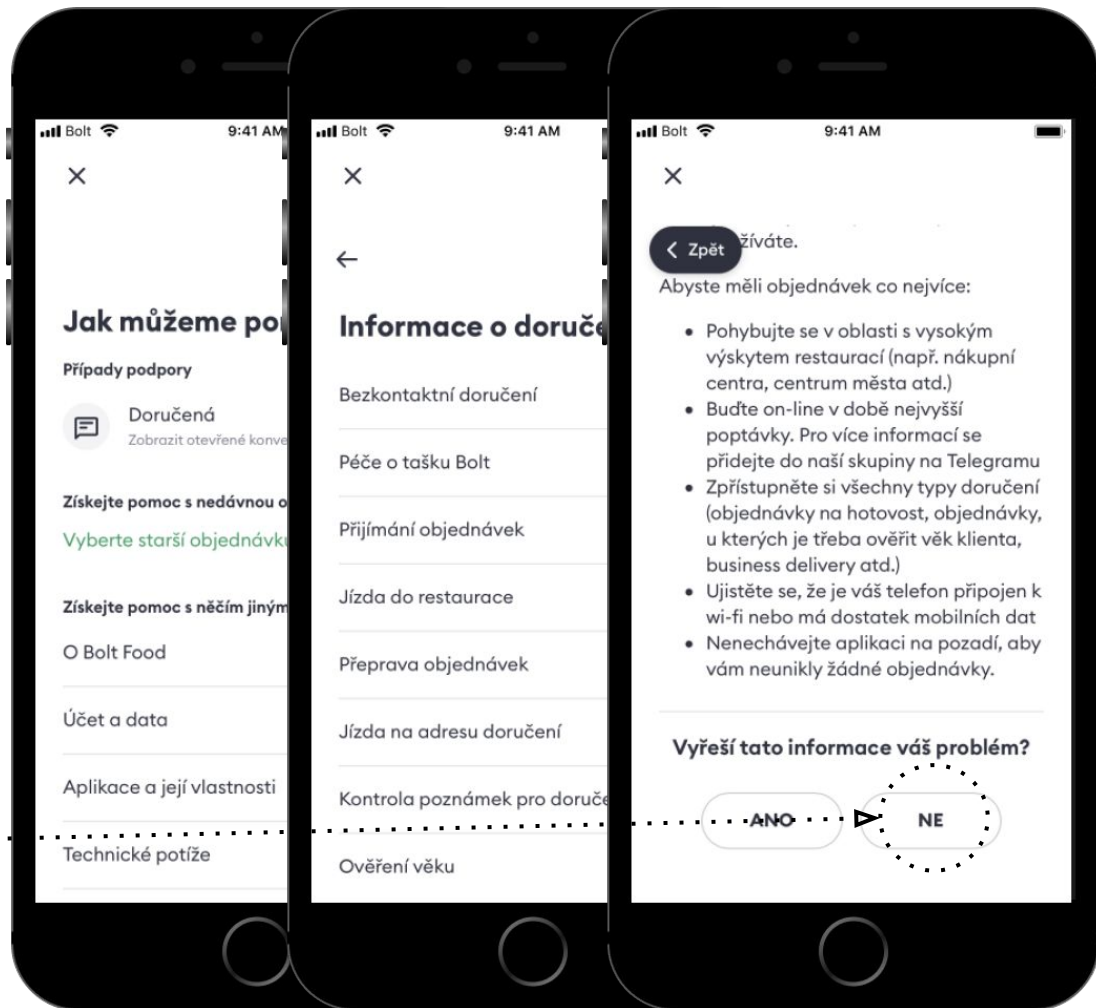 Bolt
9:41 AM
Jak můžeme po
Případy podpory
Doručená
Zobrazit otevřené konve
Získejte pomoc s nedávnou o
Vyberte starší objednávku
Získejte pomoc s něčím jiným
O Bolt Food
Účet a data
Aplikace a její vlastnosti
Technické potíže
Bolt
9:41 AM
Informace o doruče
Bezkontaktní doručení
Péče o tašku Bolt
Přijímání objednávek
Jízda do restaurace
Přeprava objednávek
Jízda na adresu doručení
Kontrola poznámek pro doruče
Ověření věku
Bolt
9:41 AM
Zpět
žíváte.
Abyste měli objednávek co nejvíce:
• Pohybujte se v oblasti s vysokým
výskytem restaurací (např. nákupní
centra, centrum města atd.)
• Buďte on-line v době nejvyšší
poptávky. Pro více informací se
přidejte do naší skupiny na Telegramu
• Zpřístupněte si všechny typy doručení
(objednávky na hotovost, objednávky,
u kterých je třeba ověřit věk klienta,
business delivery atd.)
• Ujistěte se, že je váš telefon připojen k
wi-fi nebo má dostatek mobilních dat
• Nenechávejte aplikaci na pozadí, aby
vám neunikly žádné objednávky.
Vyřeší tato informace váš problém?
ANO
NE